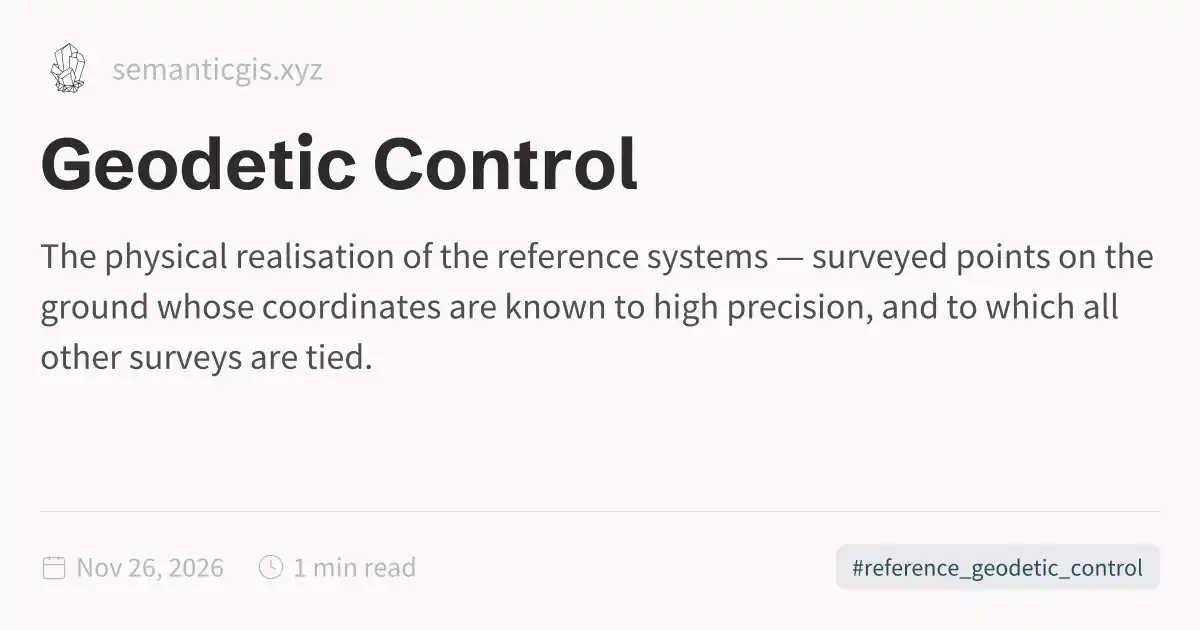 semanticgis.xyz
Geodetic Control
The physical realisation of the reference systems — surveyed points on the
ground whose coordinates are known to high precision, and to which all
other surveys are tied.
Nov 26, 2026 1 min read #reference_geodetic_control